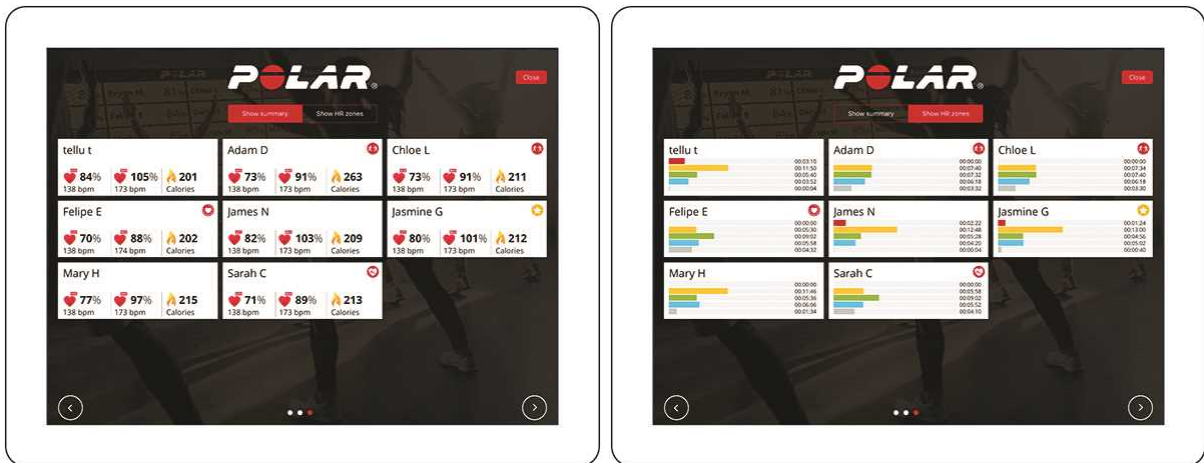 POLAR®
Close
Show summary
Show HR zones
tellu t
84% 105% 201
138 bpm 173 bpm Calories
Adam D
73% 91% 263
138 bpm 173 bpm Calories
Chloe L
73% 91% 211
138 bpm 173 bpm Calories
Felipe E
70% 88% 202
138 bpm 174 bpm Calories
James N
82% 103% 209
138 bpm 173 bpm Calories
Jasmine G
80% 101% 212
138 bpm 173 bpm Calories
Mary H
77% 97% 215
138 bpm 173 bpm Calories
Sarah C
71% 89% 213
138 bpm 173 bpm Calories
POLAR®
Close
Show summary
Show HR zones
tellu t
00:03:10
00:11:50
00:05:40
00:03:52
00:00:04
Adam D
00:00:00
00:07:40
00:07:32
00:06:18
00:03:32
Chloe L
00:00:00
00:07:34
00:07:40
00:06:18
00:03:30
Felipe E
00:00:00
00:05:30
00:09:02
00:05:58
00:04:32
James N
00:02:22
00:12:48
00:05:28
00:04:20
00:00:04
Jasmine G
00:01:24
00:13:00
00:04:56
00:05:02
00:00:40
Mary H
00:00:00
00:11:46
00:05:36
00:06:06
00:01:34
Sarah C
00:00:00
00:05:58
00:09:02
00:05:52
00:04:10